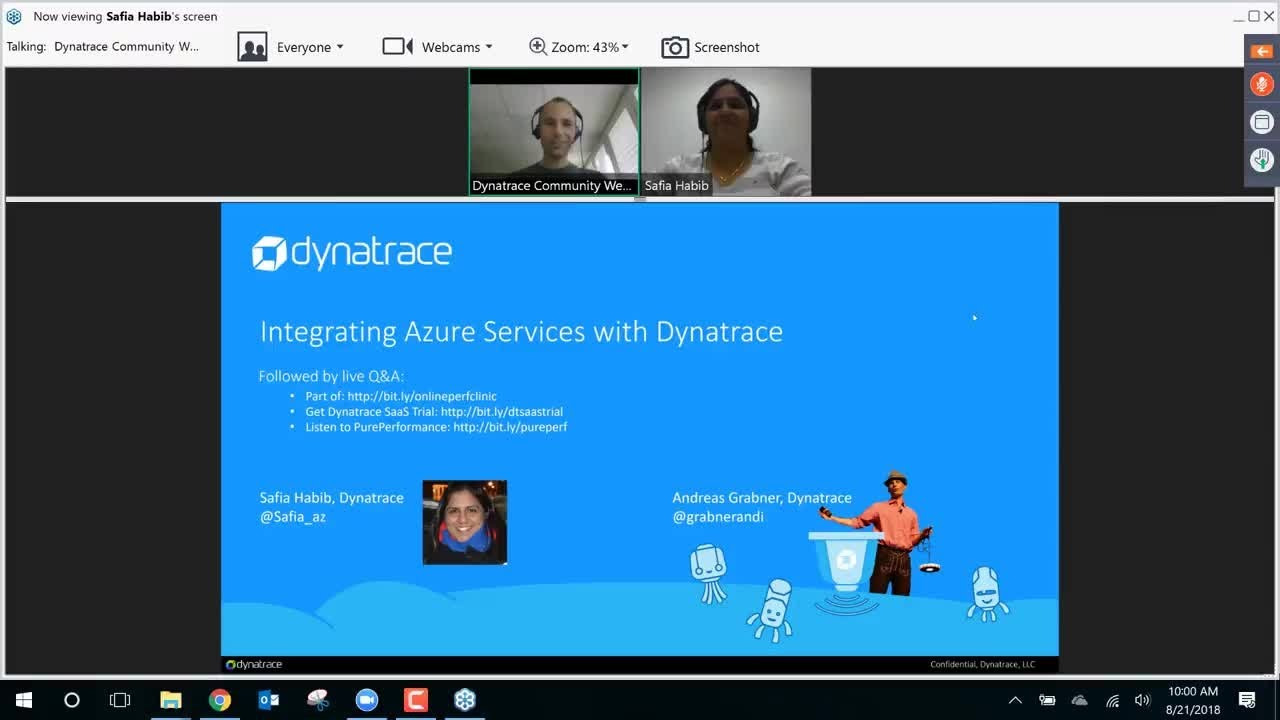 Now viewing Safia Habib's screen
Talking: Dynatrace Community W...
Everyone
Webcams
Zoom: 43%
Screenshot
Dynatrace Community We...
Safia Habib
dynatrace
Integrating Azure Services with Dynatrace
Followed by live Q&A:
• Part of: http://bit.ly/onlineperfclinic
• Get Dynatrace SaaS Trial: http://bit.ly/dtsaastrial
• Listen to PurePerformance: http://bit.ly/pureperf
Safia Habib, Dynatrace
@Safia_az
Andreas Grabner, Dynatrace
@grabnerandi
dynatrace
Confidential, Dynatrace, LLC
10:00 AM
8/21/2018